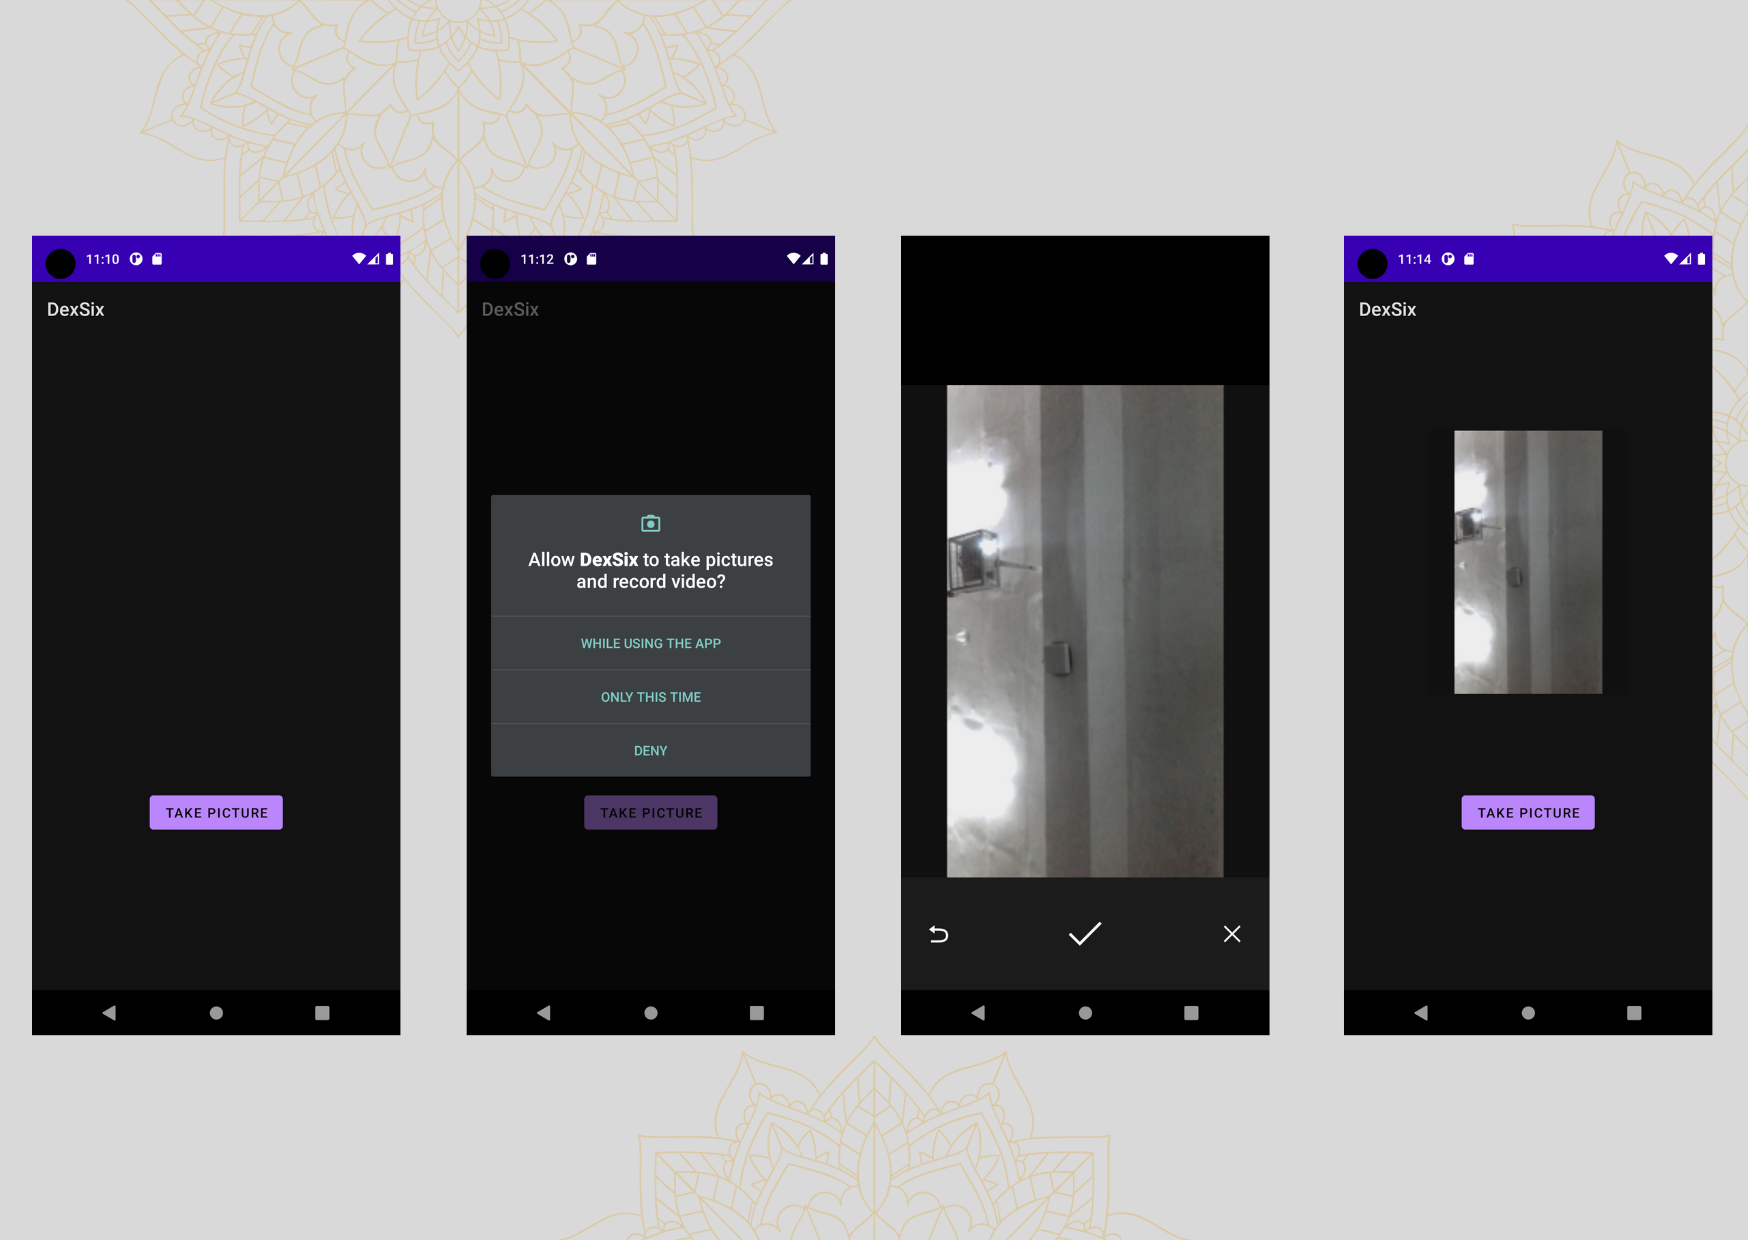 11:10
DexSix
TAKE PICTURE
11:12
DexSix
Allow DexSix to take pictures
and record video?
WHILE USING THE APP
ONLY THIS TIME
DENY
TAKE PICTURE
11:14
DexSix
TAKE PICTURE